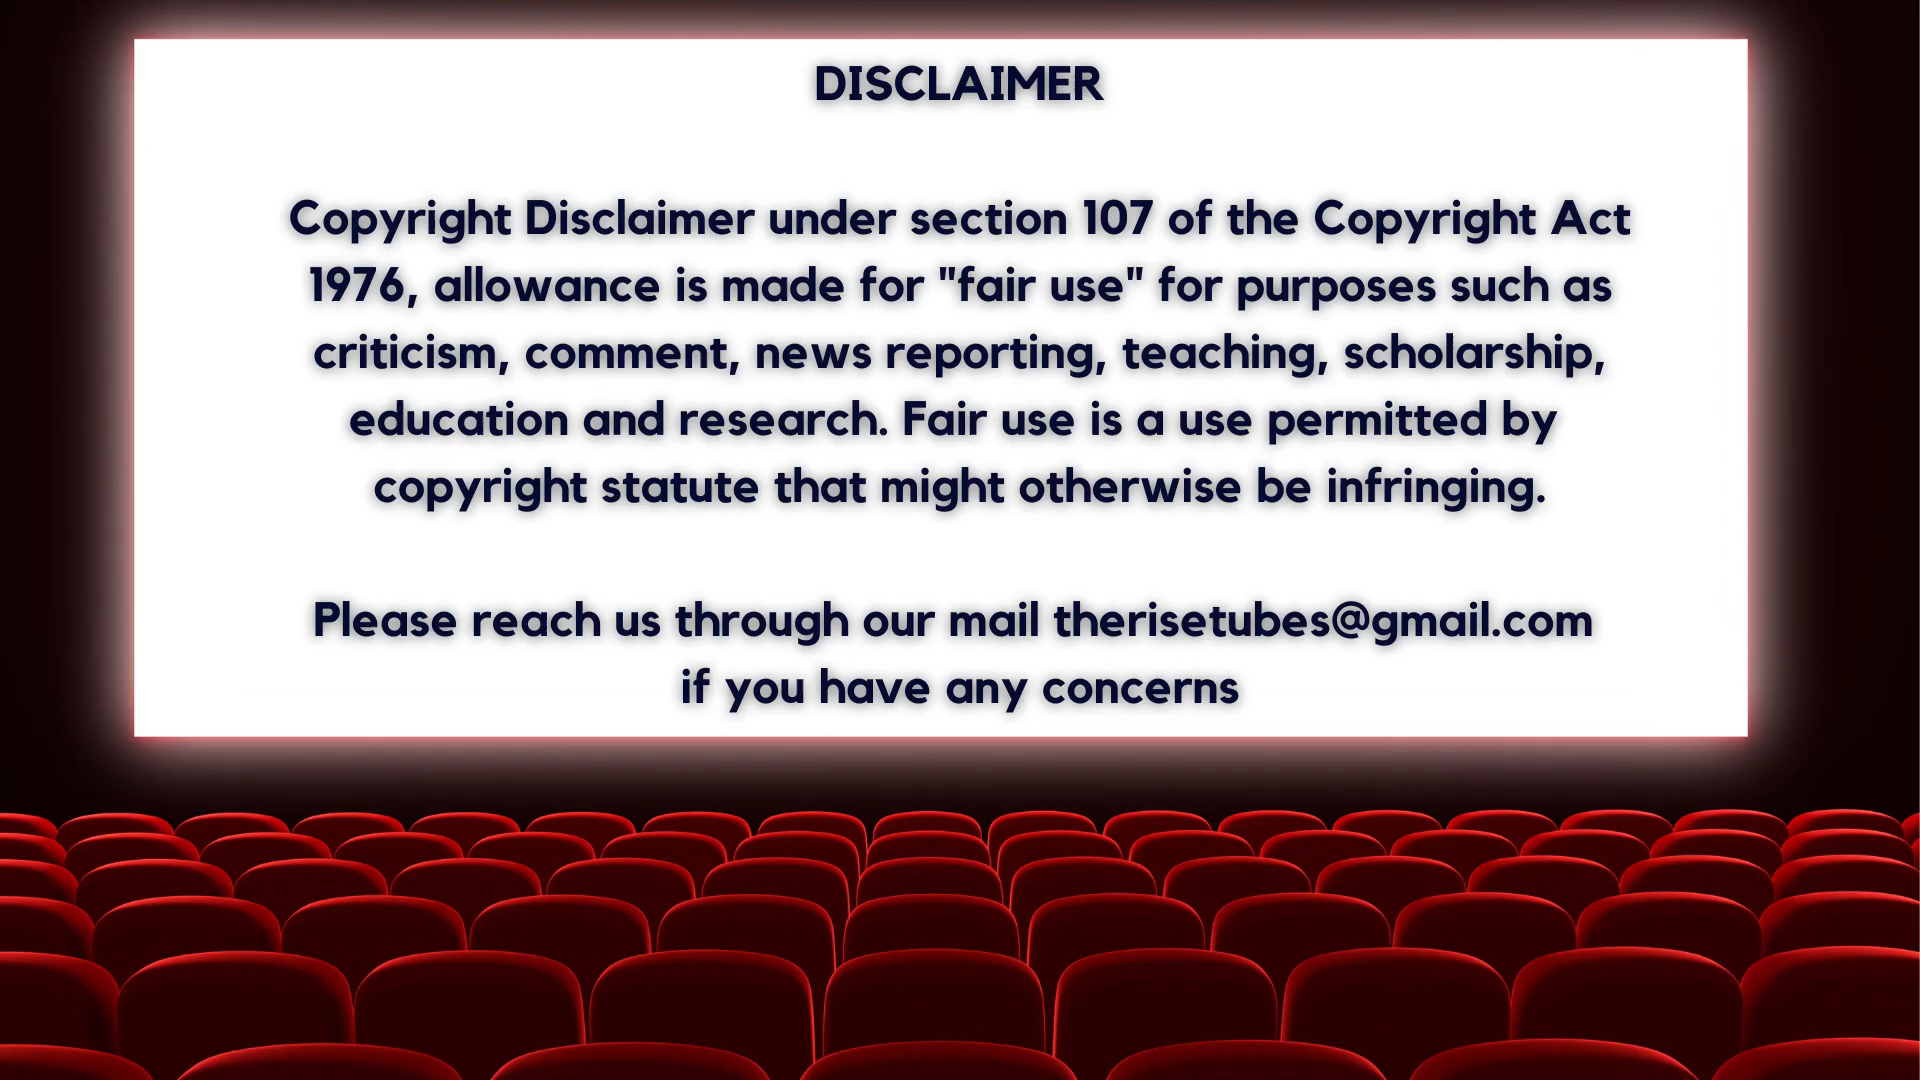 DISCLAIMER
Copyright Disclaimer under section 107 of the Copyright Act
1976, allowance is made for "fair use" for purposes such as
criticism, comment, news reporting, teaching, scholarship,
education and research. Fair use is a use permitted by
copyright statute that might otherwise be infringing.
Please reach us through our mail therisetubes@gmail.com
if you have any concerns